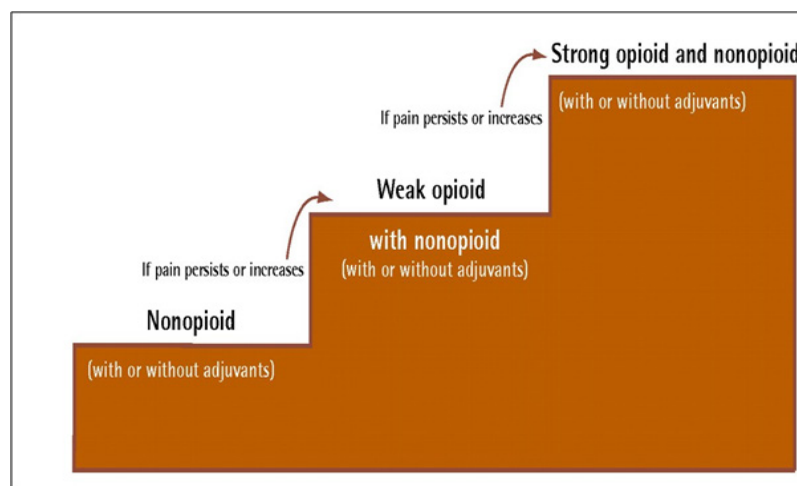 Strong opioid and nonopioid
(with or without adjuvants)
If pain persists or increases
Weak opioid
with nonopioid
(with or without adjuvants)
If pain persists or increases
Nonopioid
(with or without adjuvants)